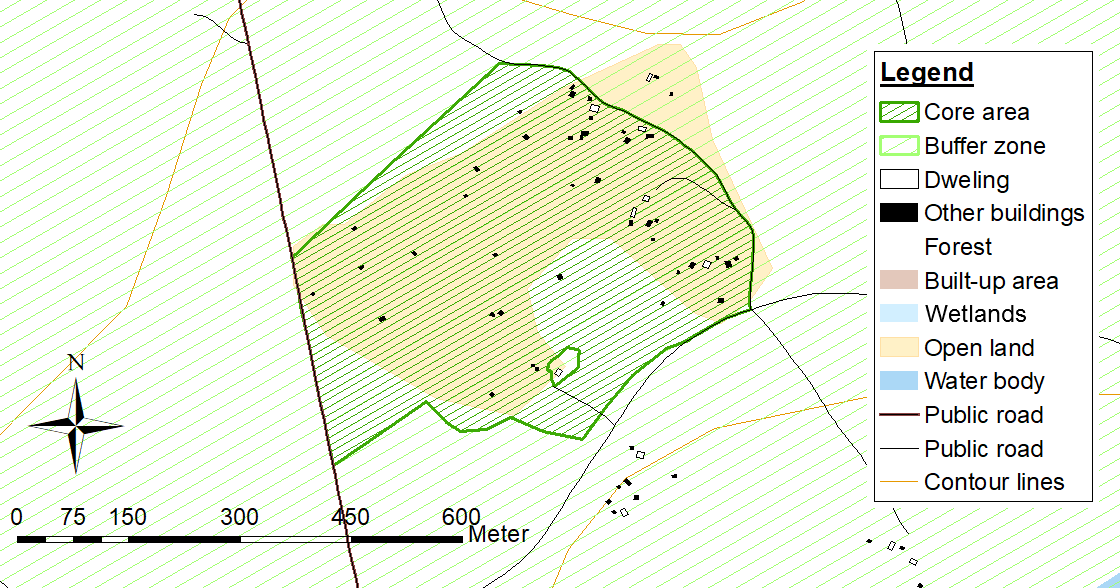 Legend
Core area
Buffer zone
Dweling
Other buildings
Forest
Built-up area
Wetlands
Open land
Water body
Public road
Public road
Contour lines
N
0 75 150 300 450 600
Meter